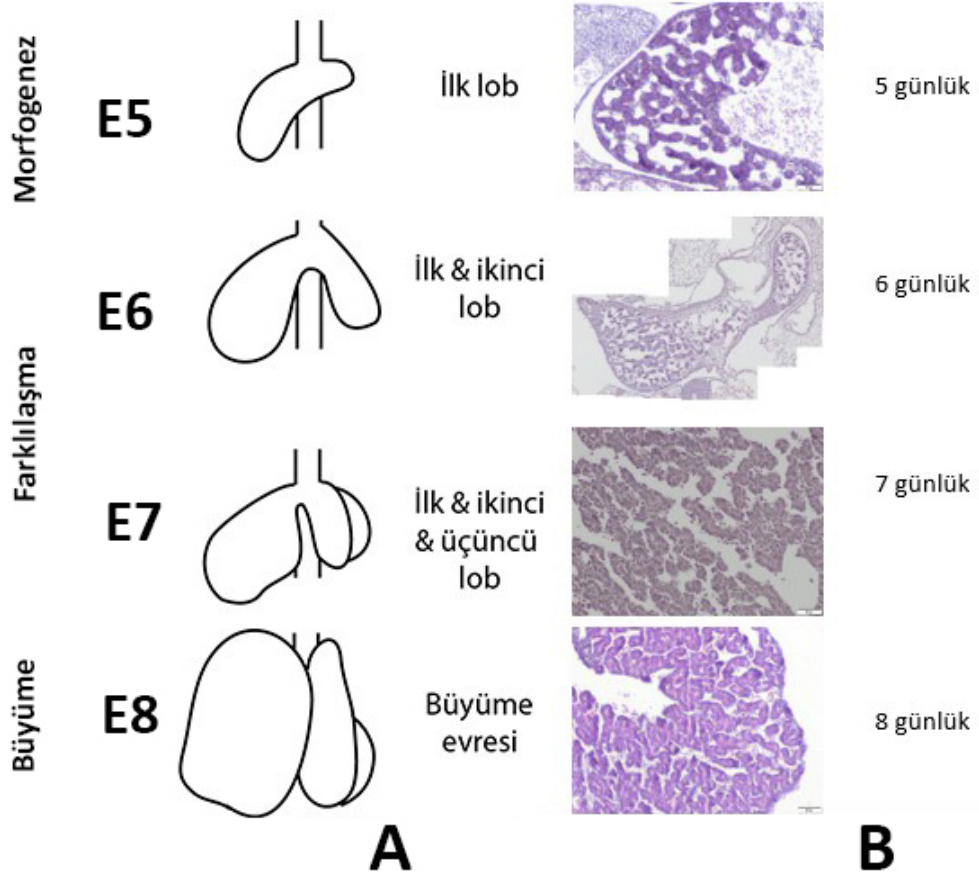 Morfogenez
E5
İlk lob
5 günlük
Farklılaşma
E6
İlk & ikinci
lob
6 günlük
E7
İlk & ikinci
& üçüncü
lob
7 günlük
Büyüme
E8
Büyüme
evresi
8 günlük
A
B